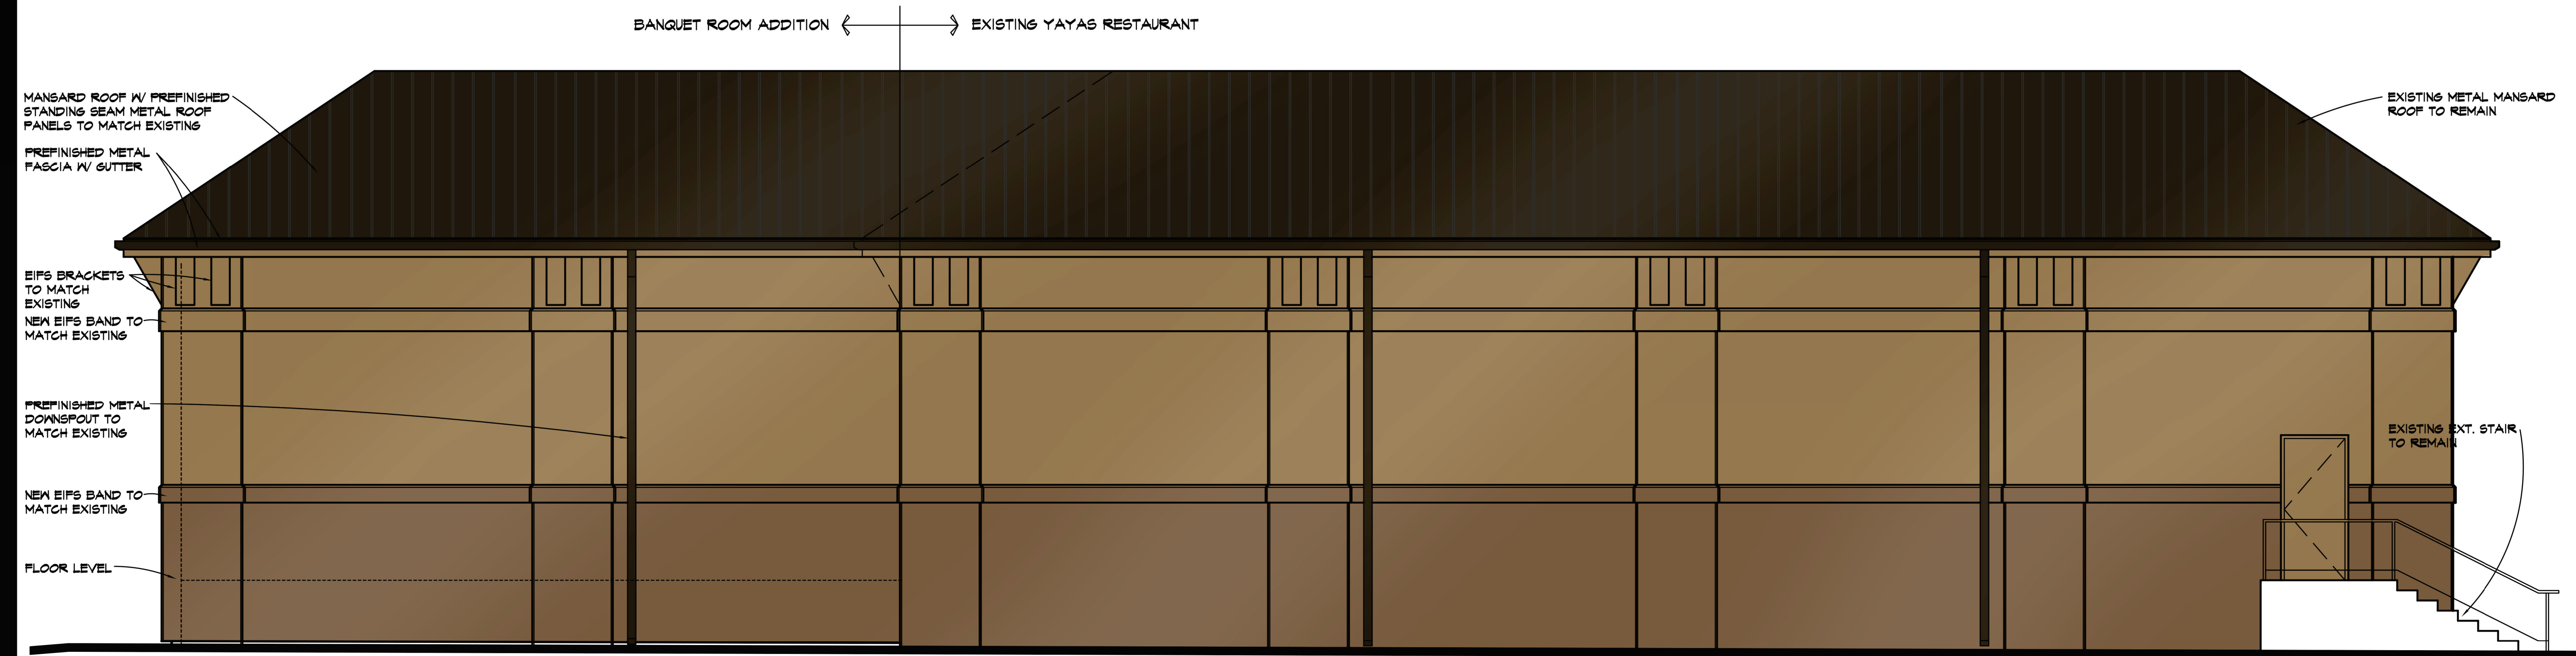 BANQUET ROOM ADDITION
EXISTING YAYAS RESTAURANT
MANSARD ROOF W/ PREFINISHED
STANDING SEAM METAL ROOF
PANELS TO MATCH EXISTING
PREFINISHED METAL
FASCIA W/ GUTTER
EIFS BRACKETS
TO MATCH
EXISTING
NEW EIFS BAND TO
MATCH EXISTING
PREFINISHED METAL
DOWNSPOUT TO
MATCH EXISTING
NEW EIFS BAND TO
MATCH EXISTING
FLOOR LEVEL
EXISTING METAL MANSARD
ROOF TO REMAIN
EXISTING EXT. STAIR
TO REMAIN